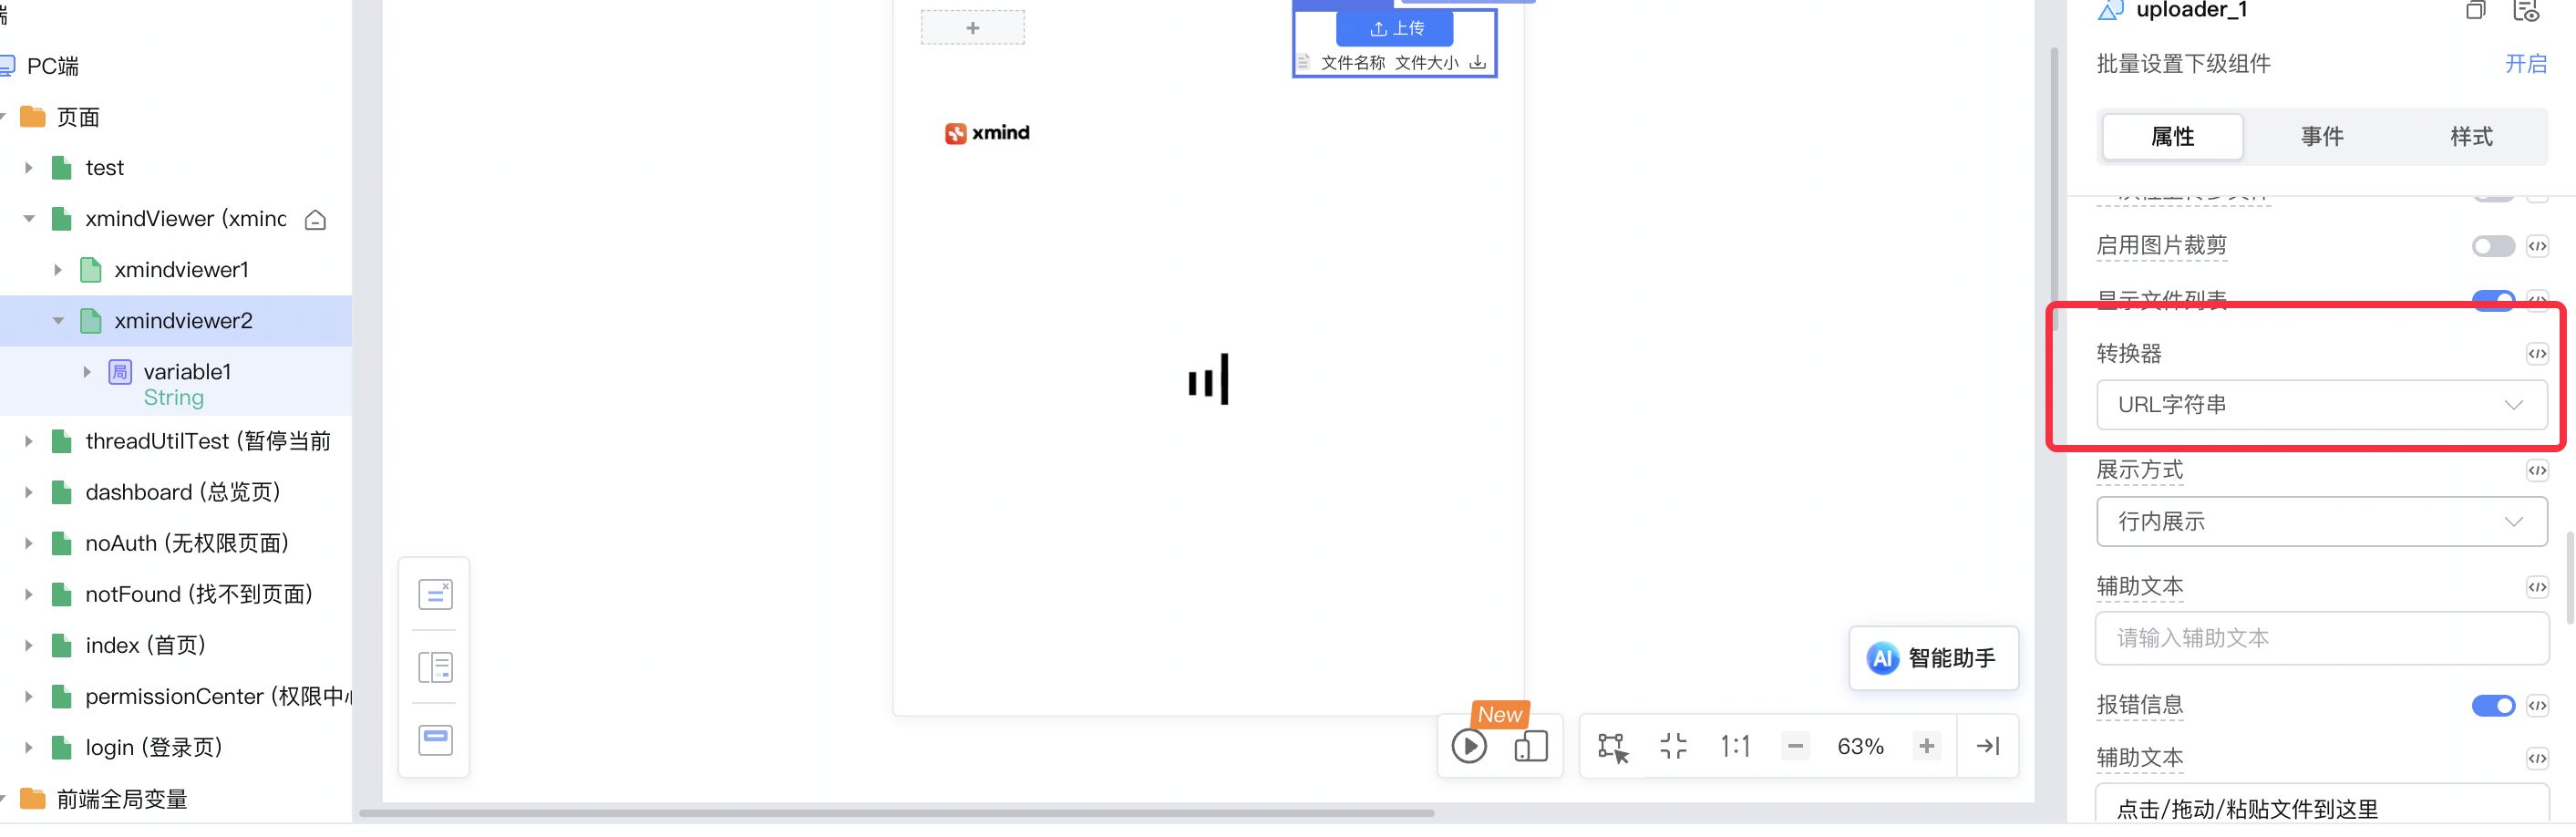 端
PC端
页面
test
xmindViewer (xmind
xmindviewer1
xmindviewer2
局 variable1
String
threadUtilTest (暂停当前
dashboard (总览页)
noAuth (无权限页面)
notFound (找不到页面)
index (首页)
permissionCenter (权限中心
login (登录页)
前端全局变量
上传
文件名称 文件大小
xmind
AI 智能助手
New
1:1
63%
uploader_1
批量设置下级组件 开启
属性 事件 样式
启用图片裁剪
显示文件列表
转换器
URL字符串
展示方式
行内展示
辅助文本
请输入辅助文本
报错信息
辅助文本
点击/拖动/粘贴文件到这里